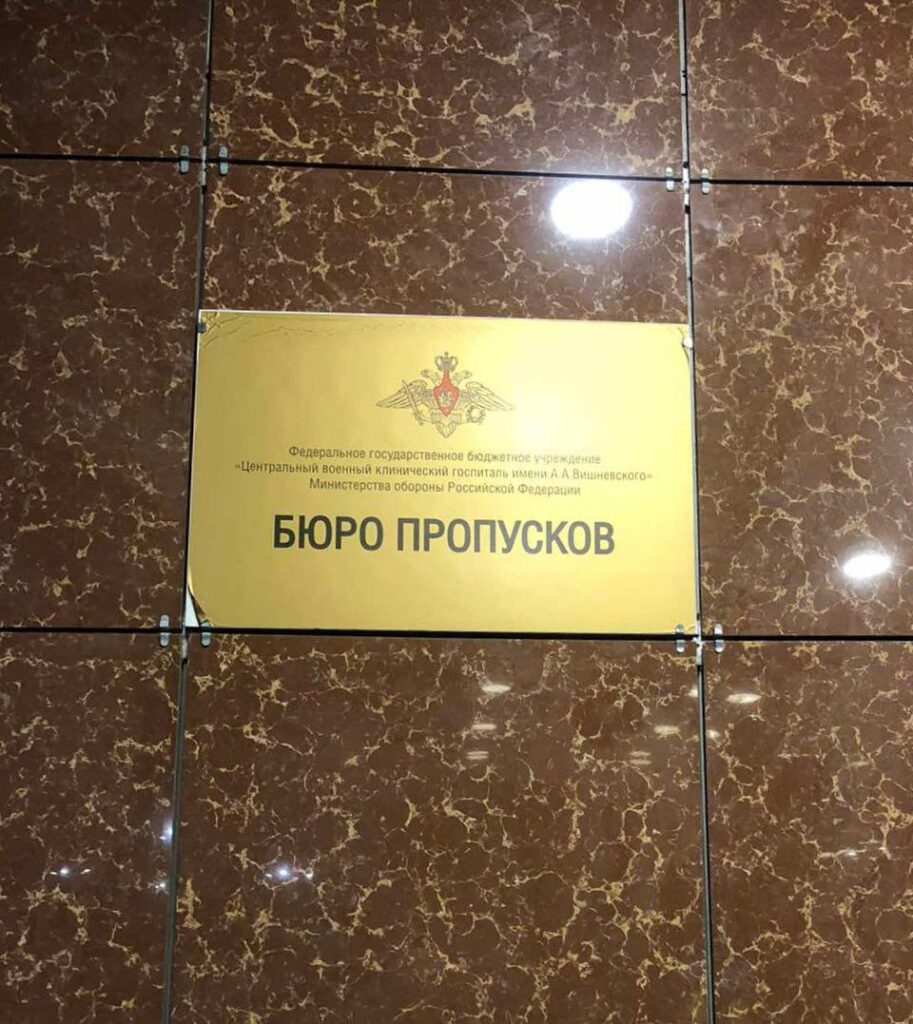 Федеральное государственное бюджетное учреждение
«Центральный военный клинический госпиталь имени А.А.Вишневского»
Министерства обороны Российской Федерации
БЮРО ПРОПУСКОВ